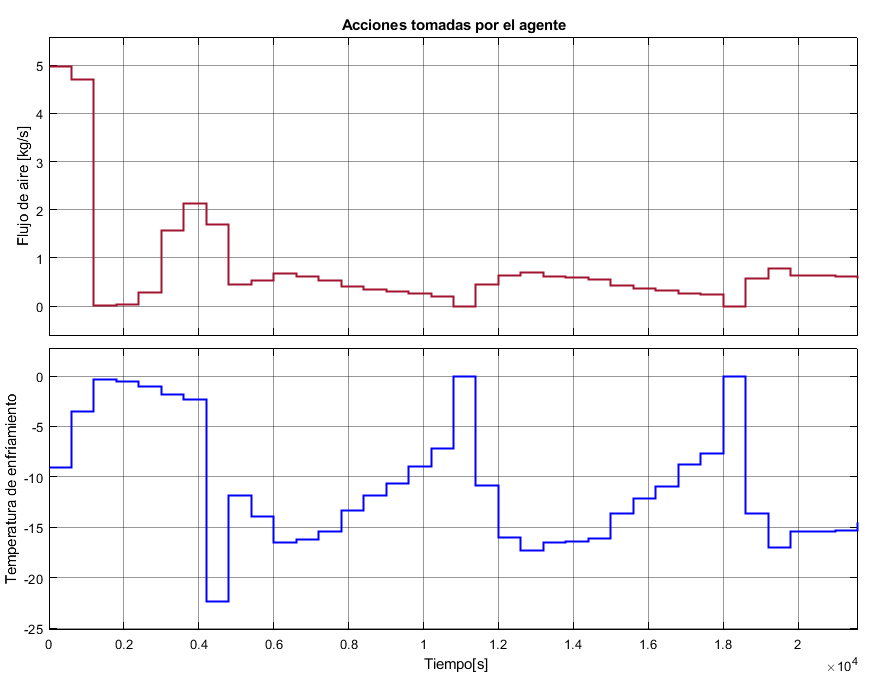 Acciones tomadas por el agente
Flujo de aire [kg/s]
5
4
3
2
1
0
Temperatura de enfriamiento
0
-5
-10
-15
-20
-25
0 0.2 0.4 0.6 0.8 1 1.2 1.4 1.6 1.8 2
Tiempo[s]
×10⁴